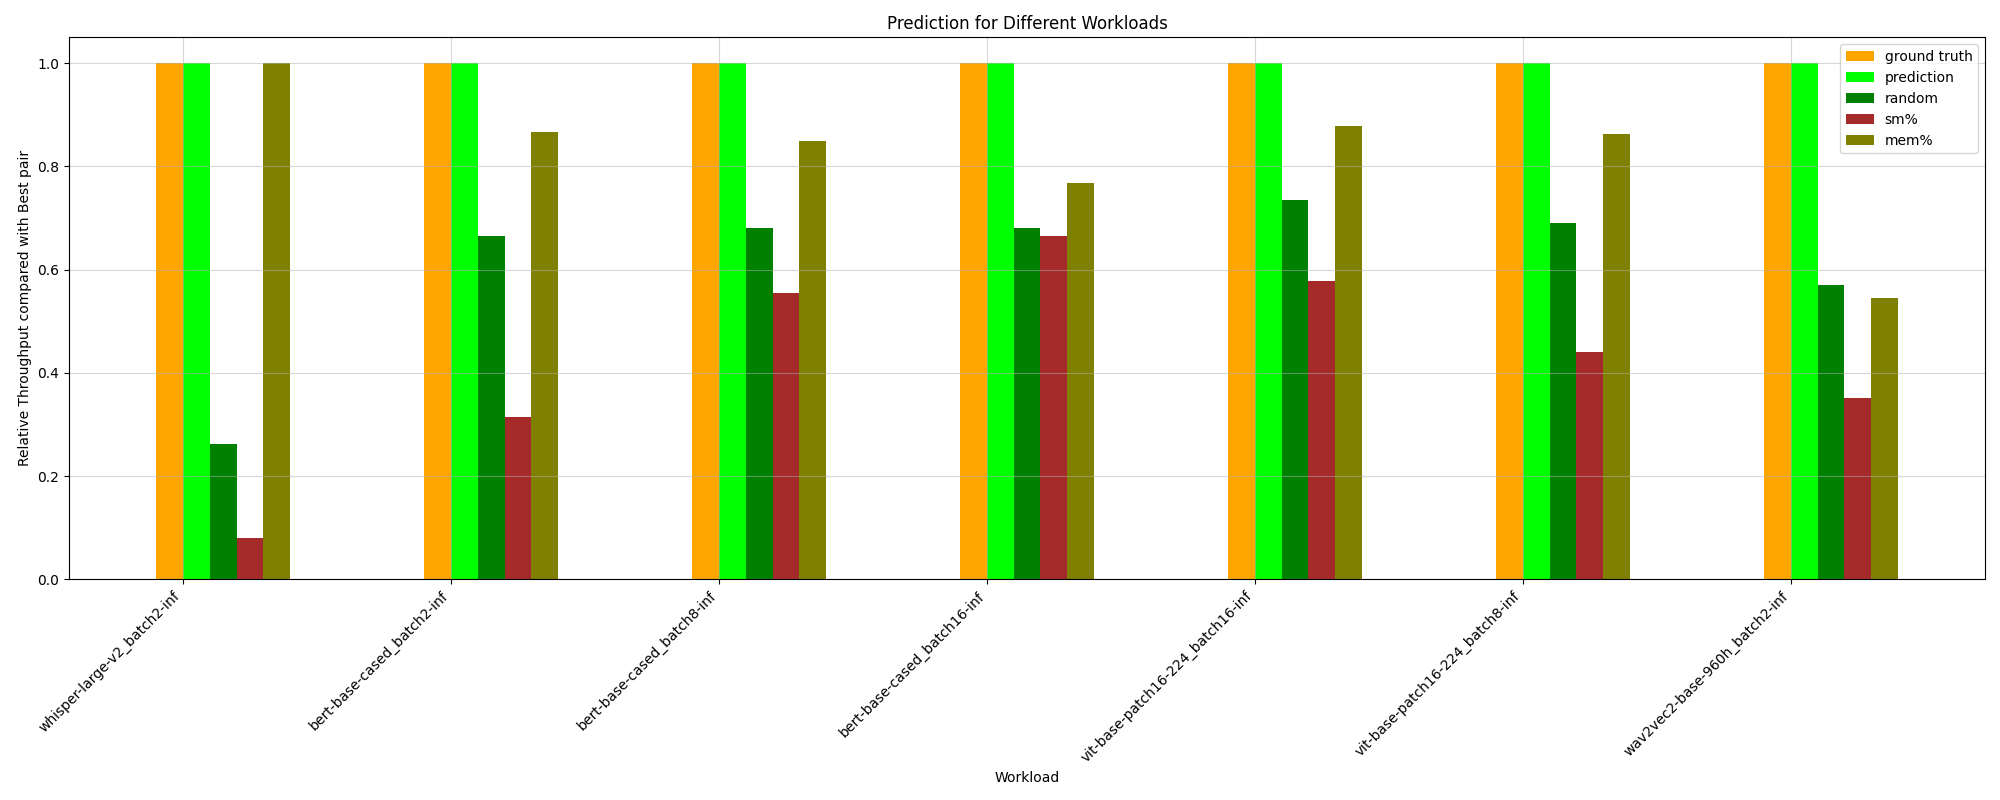 Prediction for Different Workloads
Relative Throughput compared with Best pair
1.0
0.8
0.6
0.4
0.2
0.0
ground truth
prediction
random
sm%
mem%
whisper-large-v2_batch2-inf
bert-base-cased_batch2-inf
bert-base-cased_batch8-inf
bert-base-cased_batch16-inf
vit-base-patch16-224_batch16-inf
vit-base-patch16-224_batch8-inf
wav2vec2-base-960h_batch2-inf
Workload